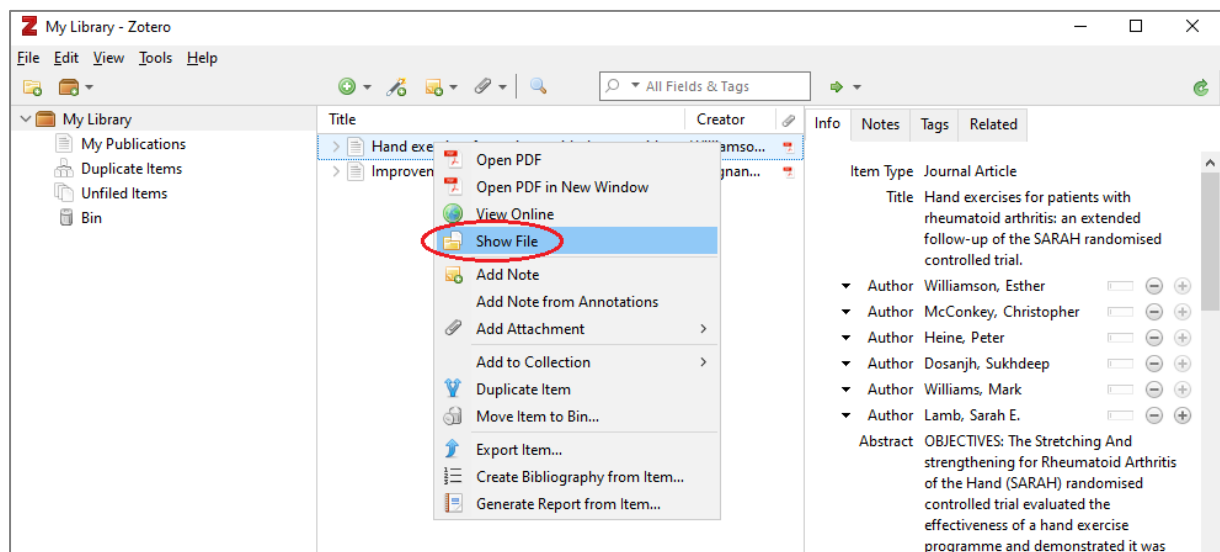 My Library - Zotero
File Edit View Tools Help
All Fields & Tags
My Library
My Publications
Duplicate Items
Unfiled Items
Bin
Title Creator
Hand exe
Improven
Open PDF
Open PDF in New Window
View Online
Show File
Add Note
Add Note from Annotations
Add Attachment
Add to Collection
Duplicate Item
Move Item to Bin...
Export Item...
Create Bibliography from Item...
Generate Report from Item...
Info Notes Tags Related
Item Type Journal Article
Title Hand exercises for patients with
rheumatoid arthritis: an extended
follow-up of the SARAH randomised
controlled trial.
Author Williamson, Esther
Author McConkey, Christopher
Author Heine, Peter
Author Dosanjh, Sukhdeep
Author Williams, Mark
Author Lamb, Sarah E.
Abstract OBJECTIVES: The Stretching And
strengthening for Rheumatoid Arthritis
of the Hand (SARAH) randomised
controlled trial evaluated the
effectiveness of a hand exercise
programme and demonstrated it was